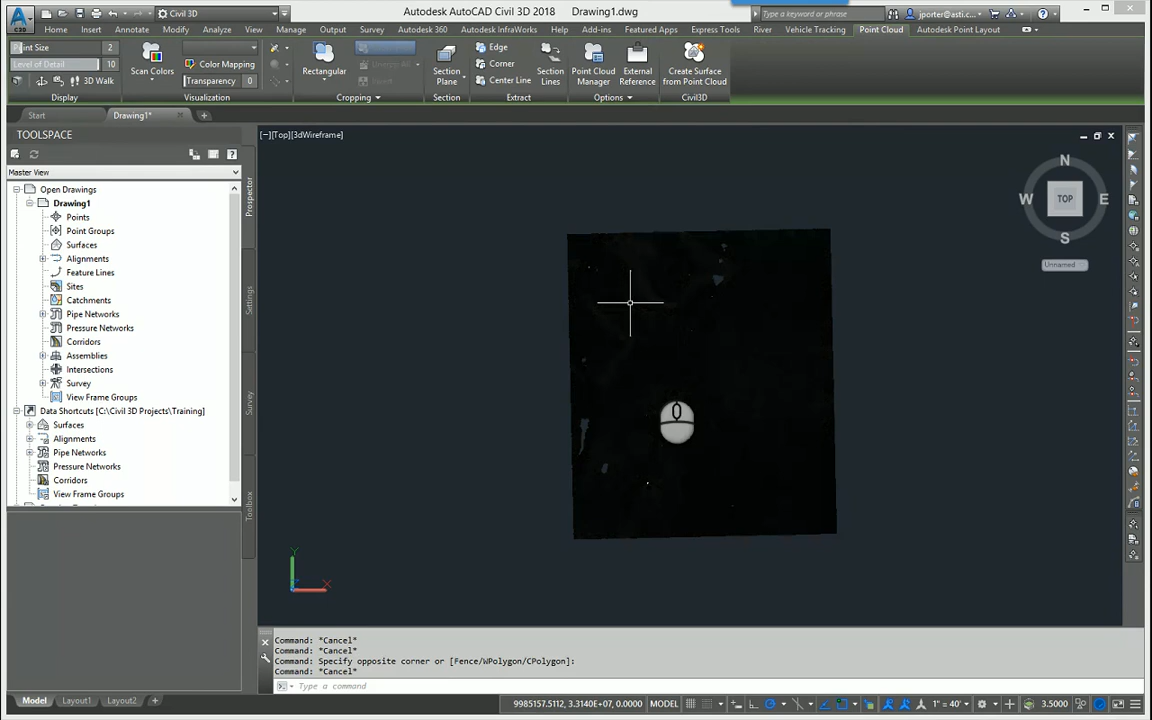 Autodesk AutoCAD Civil 3D 2018 Drawing1.dwg
C3D
Civil 3D
Type a keyword or phrase
jporter@asti.c...
Home Insert Annotate Modify Analyze View Manage Output Survey Autodesk 360 Autodesk InfraWorks Help Add-ins Featured Apps Express Tools River Vehicle Tracking Point Cloud Autodesk Point Layout
Point Size 2
Level of Detail 10
3D Walk
Display
Scan Colors
Color Mapping
Transparency 0
Visualization
Rectangular
Cropping
Section
Plane
Section
Edge
Corner
Center Line
Section
Lines
Extract
Point Cloud
Manager
External
Reference
Options
Create Surface
from Point Cloud
Civil3D
Start Drawing1* +
TOOLSPACE
Master View
Open Drawings
Drawing1
Points
Point Groups
Surfaces
Alignments
Feature Lines
Sites
Catchments
Pipe Networks
Pressure Networks
Corridors
Assemblies
Intersections
Survey
View Frame Groups
Data Shortcuts [C:\Civil 3D Projects\Training]
Surfaces
Alignments
Pipe Networks
Pressure Networks
Corridors
View Frame Groups
Prospector
Settings
Survey
Toolbox
[−][Top][3dWireframe]
N
W TOP E
S
Unnamed
Y
X
Command: *Cancel*
Command: *Cancel*
Command: Specify opposite corner or [Fence/WPolygon/CPolygon]:
Command: *Cancel*
Type a command
Model Layout1 Layout2 +
9985157.5112, 3.3140E+07, 0.0000 MODEL 1" = 40' 3.5000